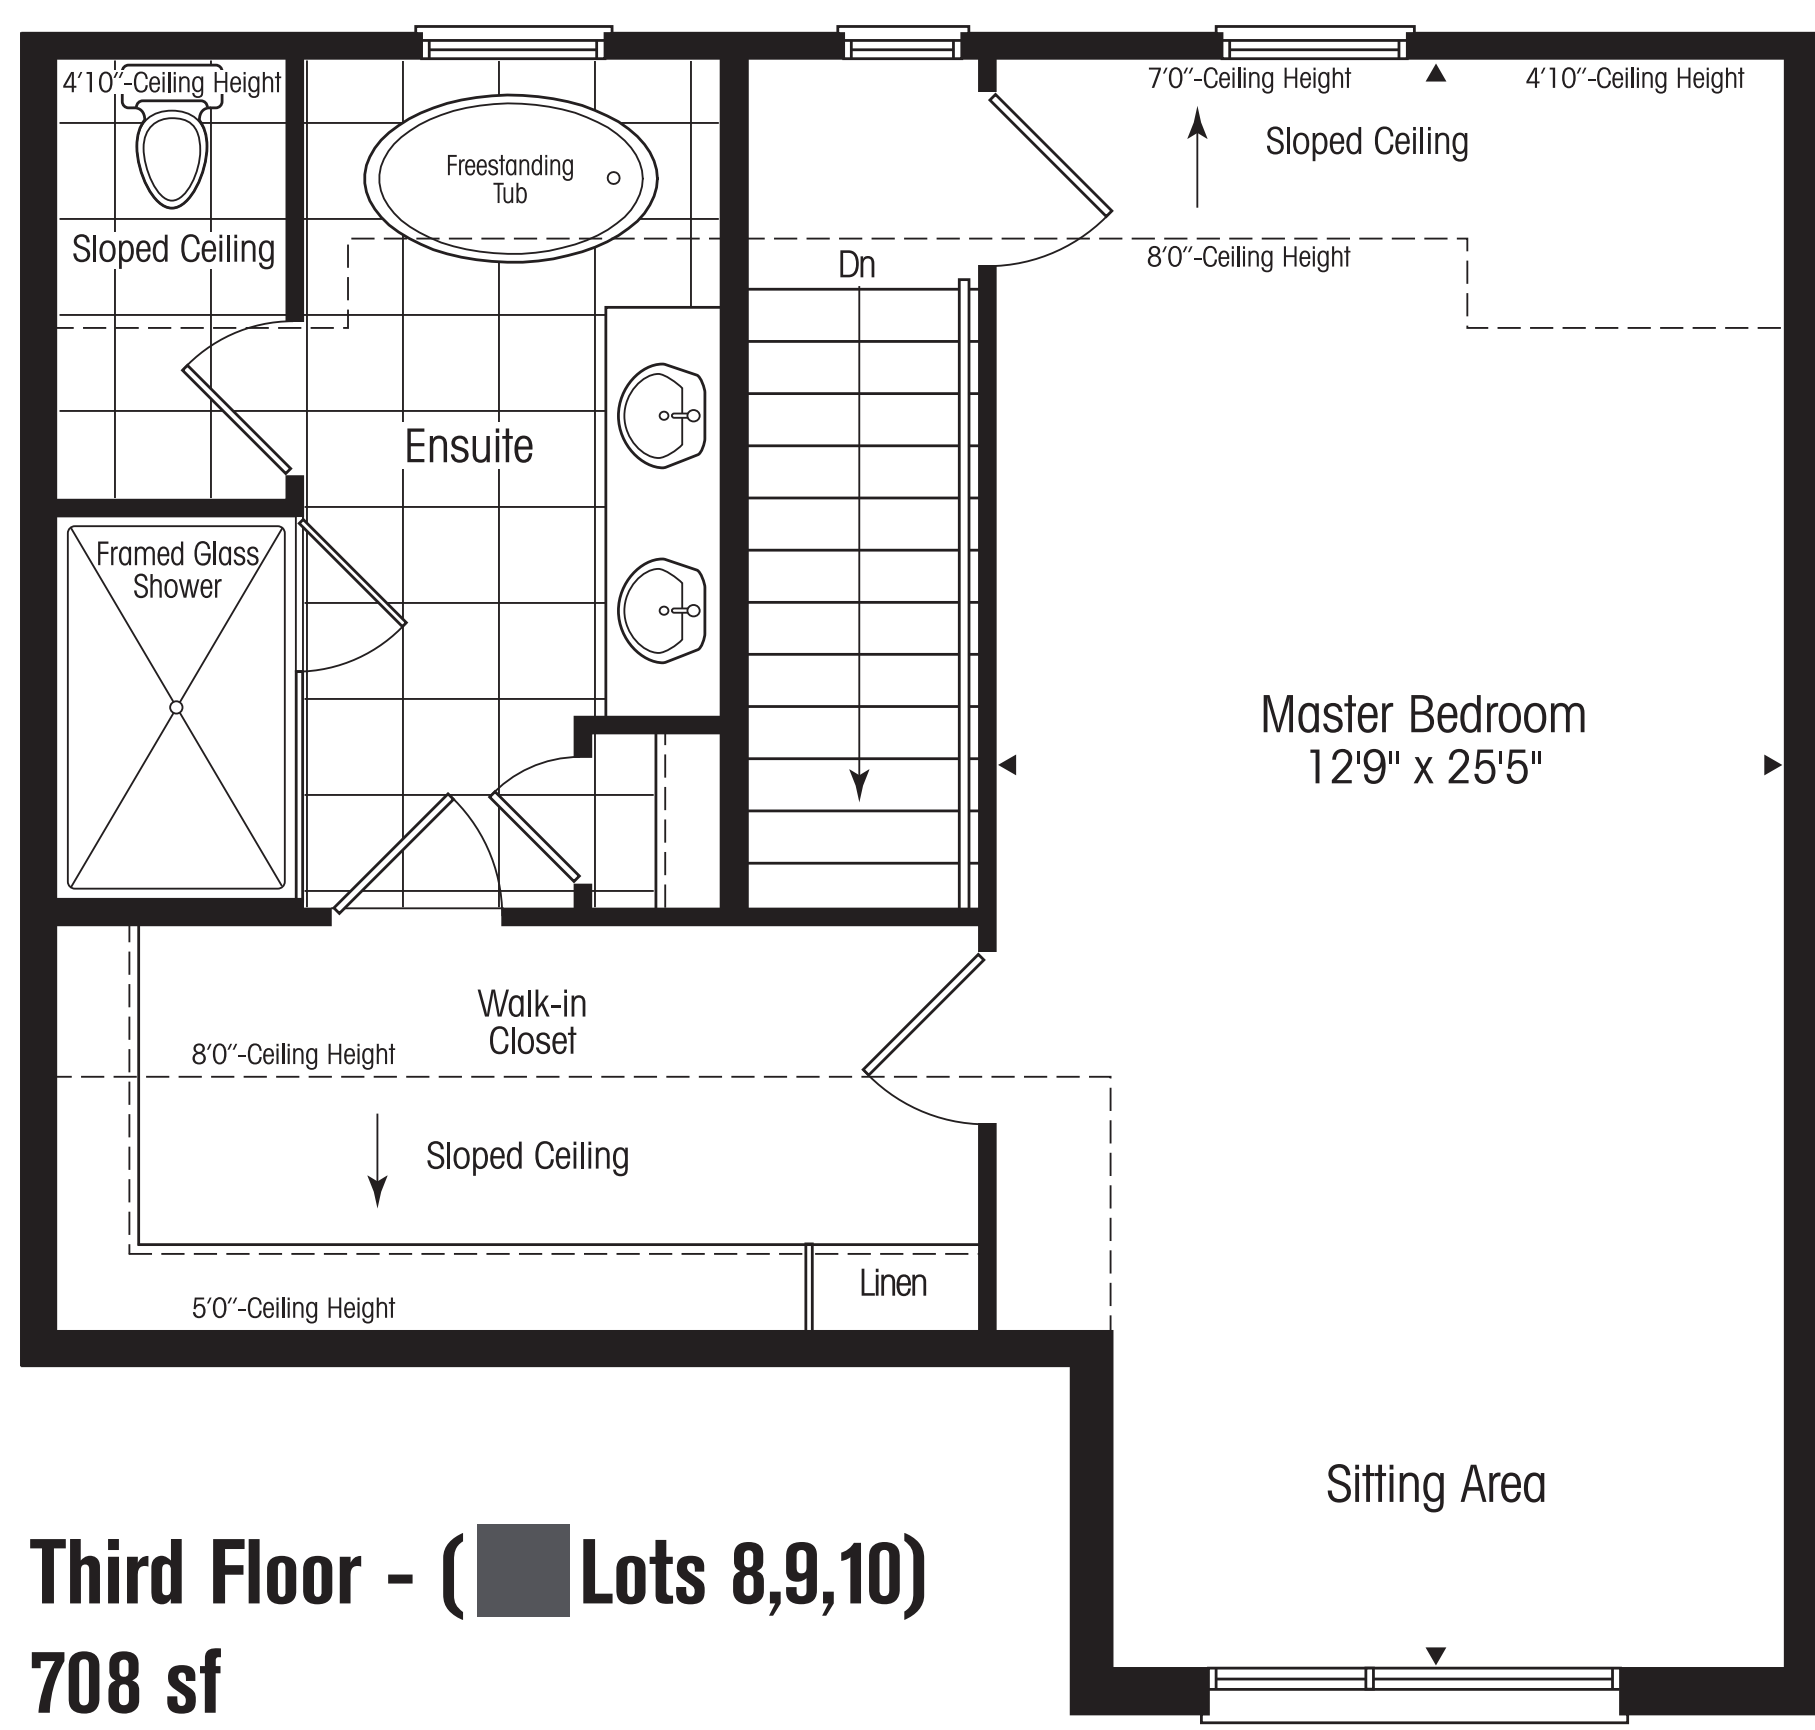 4'10"-Ceiling Height
7'0"-Ceiling Height
4'10"-Ceiling Height
Sloped Ceiling
Freestanding
Tub
Sloped Ceiling
Dn
8'0"-Ceiling Height
Ensuite
Framed Glass
Shower
Master Bedroom
12'9" x 25'5"
Walk-in
Closet
8'0"-Ceiling Height
Sloped Ceiling
Linen
5'0"-Ceiling Height
Sitting Area
Third Floor - ( Lots 8,9,10)
708 sf